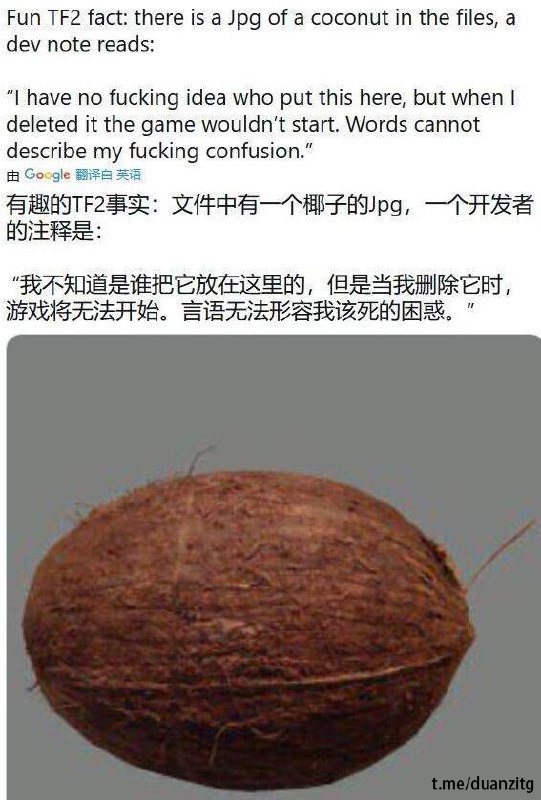 Fun TF2 fact: there is a Jpg of a coconut in the files, a
dev note reads:
“I have no fucking idea who put this here, but when I
deleted it the game wouldn’t start. Words cannot
describe my fucking confusion.”
由 Google 翻译自 英语
有趣的TF2事实：文件中有一个椰子的Jpg，一个开发者
的注释是：
“我不知道是谁把它放在这里的，但是当我删除它时，
游戏将无法开始。言语无法形容我该死的困惑。”
t.me/duanzitg